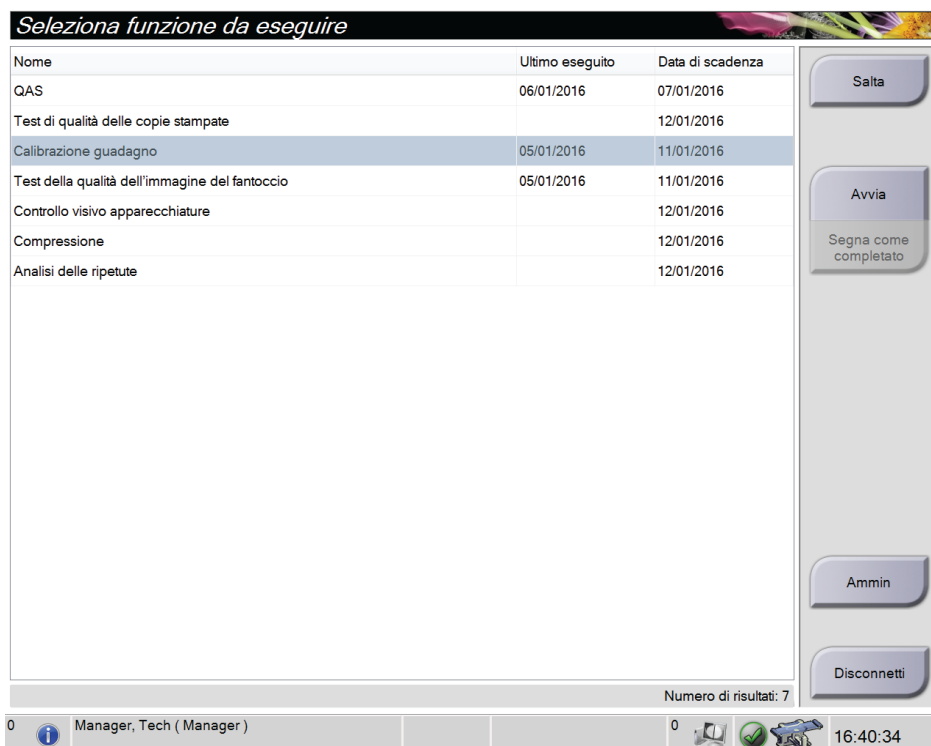 Seleziona funzione da eseguire
Nome Ultimo eseguito Data di scadenza
QAS 06/01/2016 07/01/2016
Test di qualità delle copie stampate 12/01/2016
Calibrazione guadagno 05/01/2016 11/01/2016
Test della qualità dell'immagine del fantoccio 05/01/2016 11/01/2016
Controllo visivo apparecchiature 12/01/2016
Compressione 12/01/2016
Analisi delle ripetute 12/01/2016
Salta
Avvia
Segna come
completato
Ammin
Disconnetti
Numero di risultati: 7
0 Manager, Tech ( Manager ) 0 16:40:34